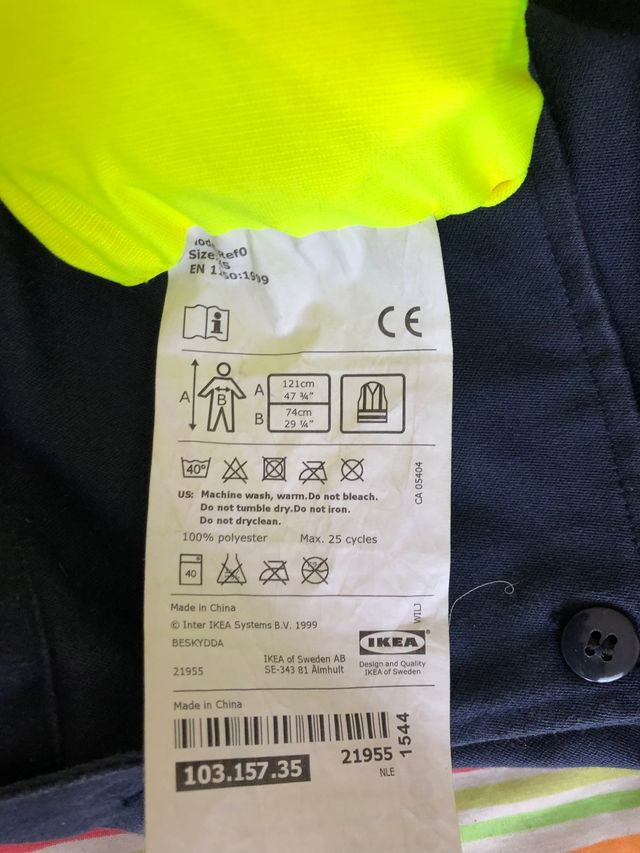 Size
EN 1
:1999
i
CE
A
B
A 121cm
47 ¾"
B 74cm
29 ¼"
40°
CA 05404
US: Machine wash, warm.Do not bleach.
Do not tumble dry.Do not iron.
Do not dryclean.
100% polyester Max. 25 cycles
40
Made in China
© Inter IKEA Systems B.V. 1999
WILJ
BESKYDDA
IKEA
21955
IKEA of Sweden AB
SE-343 81 Älmhult
Design and Quality
IKEA of Sweden
Made in China
103.157.35
21955
NLE
1544